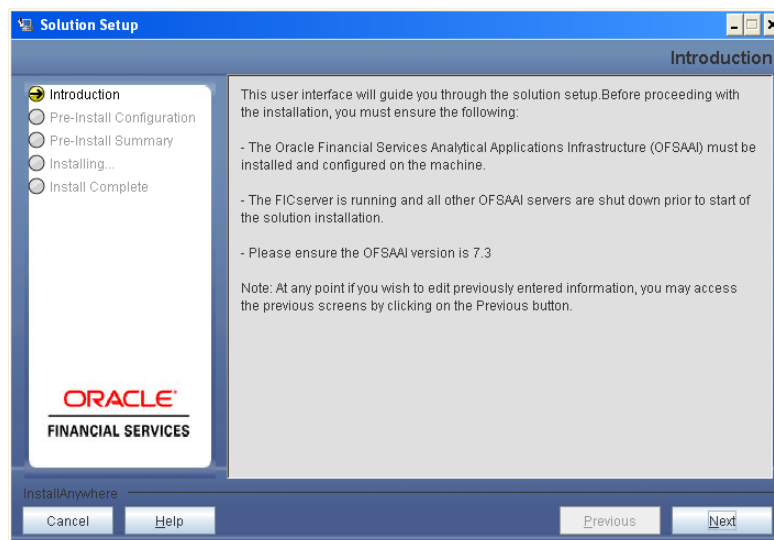 Solution Setup
Introduction
Introduction
Pre-Install Configuration
Pre-Install Summary
Installing...
Install Complete
ORACLE
FINANCIAL SERVICES
This user interface will guide you through the solution setup.Before proceeding with
the installation, you must ensure the following:
- The Oracle Financial Services Analytical Applications Infrastructure (OFSAAI) must be
installed and configured on the machine.
- The FICserver is running and all other OFSAAI servers are shut down prior to start of
the solution installation.
- Please ensure the OFSAAI version is 7.3
Note: At any point if you wish to edit previously entered information, you may access
the previous screens by clicking on the Previous button.
InstallAnywhere
Cancel Help Previous Next